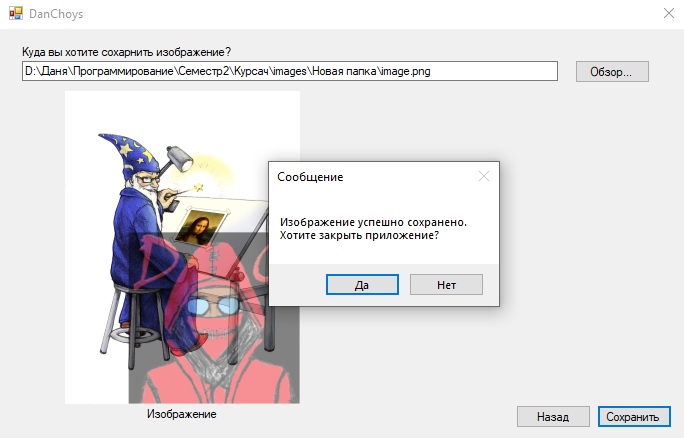 DanChoys
Куда вы хотите сохарнить изображение?
D:\Даня\Программирование\Семестр2\Курсач\images\Новая папка\image.png
Обзор...
Сообщение
Изображение успешно сохранено.
Хотите закрыть приложение?
Да
Нет
Изображение
Назад
Сохранить